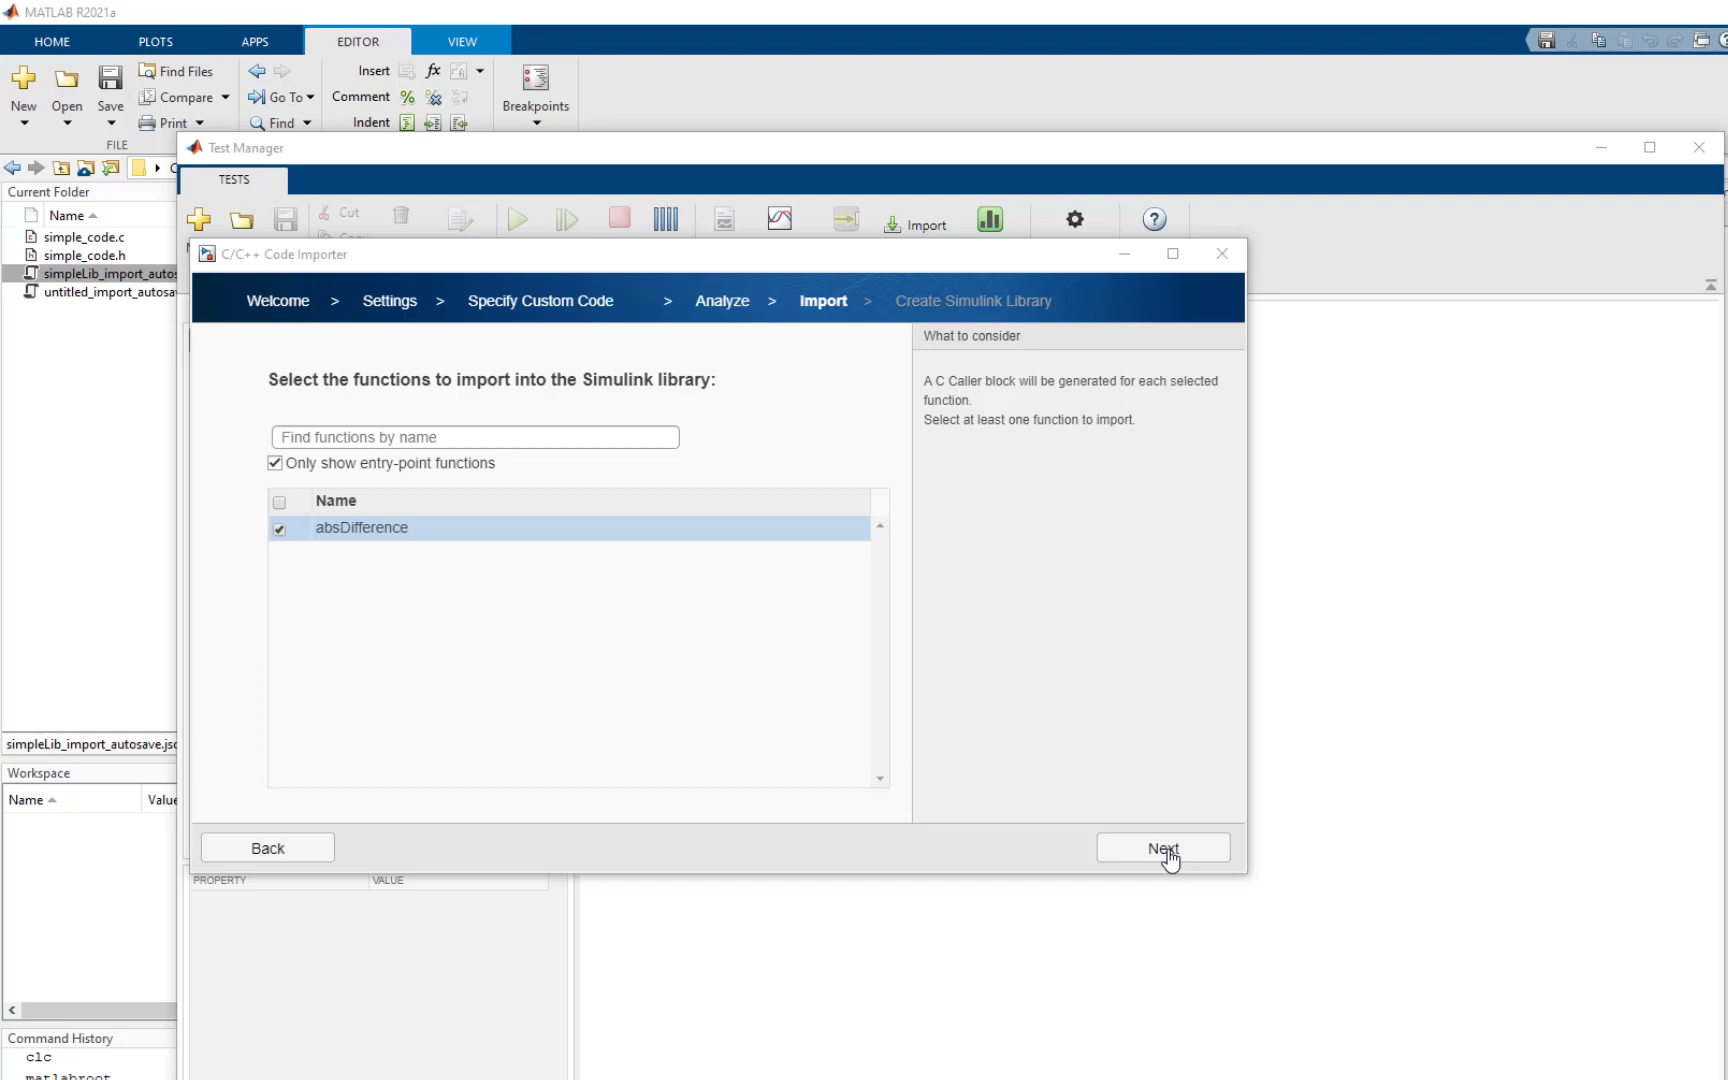 MATLAB R2021a
HOME
PLOTS
APPS
EDITOR
VIEW
New
Open
Save
Find Files
Compare
Print
FILE
Go To
Find
Insert
fx
Comment
%
Indent
Breakpoints
Test Manager
TESTS
Current Folder
Name
simple_code.c
simple_code.h
simpleLib_import_autos
untitled_import_autosa
Cut
Import
C/C++ Code Importer
Welcome > Settings > Specify Custom Code > Analyze > Import > Create Simulink Library
Select the functions to import into the Simulink library:
Find functions by name
Only show entry-point functions
Name
absDifference
What to consider
A C Caller block will be generated for each selected
function.
Select at least one function to import.
Back
Next
simpleLib_import_autosave.jsc
Workspace
Name
Value
PROPERTY
VALUE
Command History
clc
matlabroot